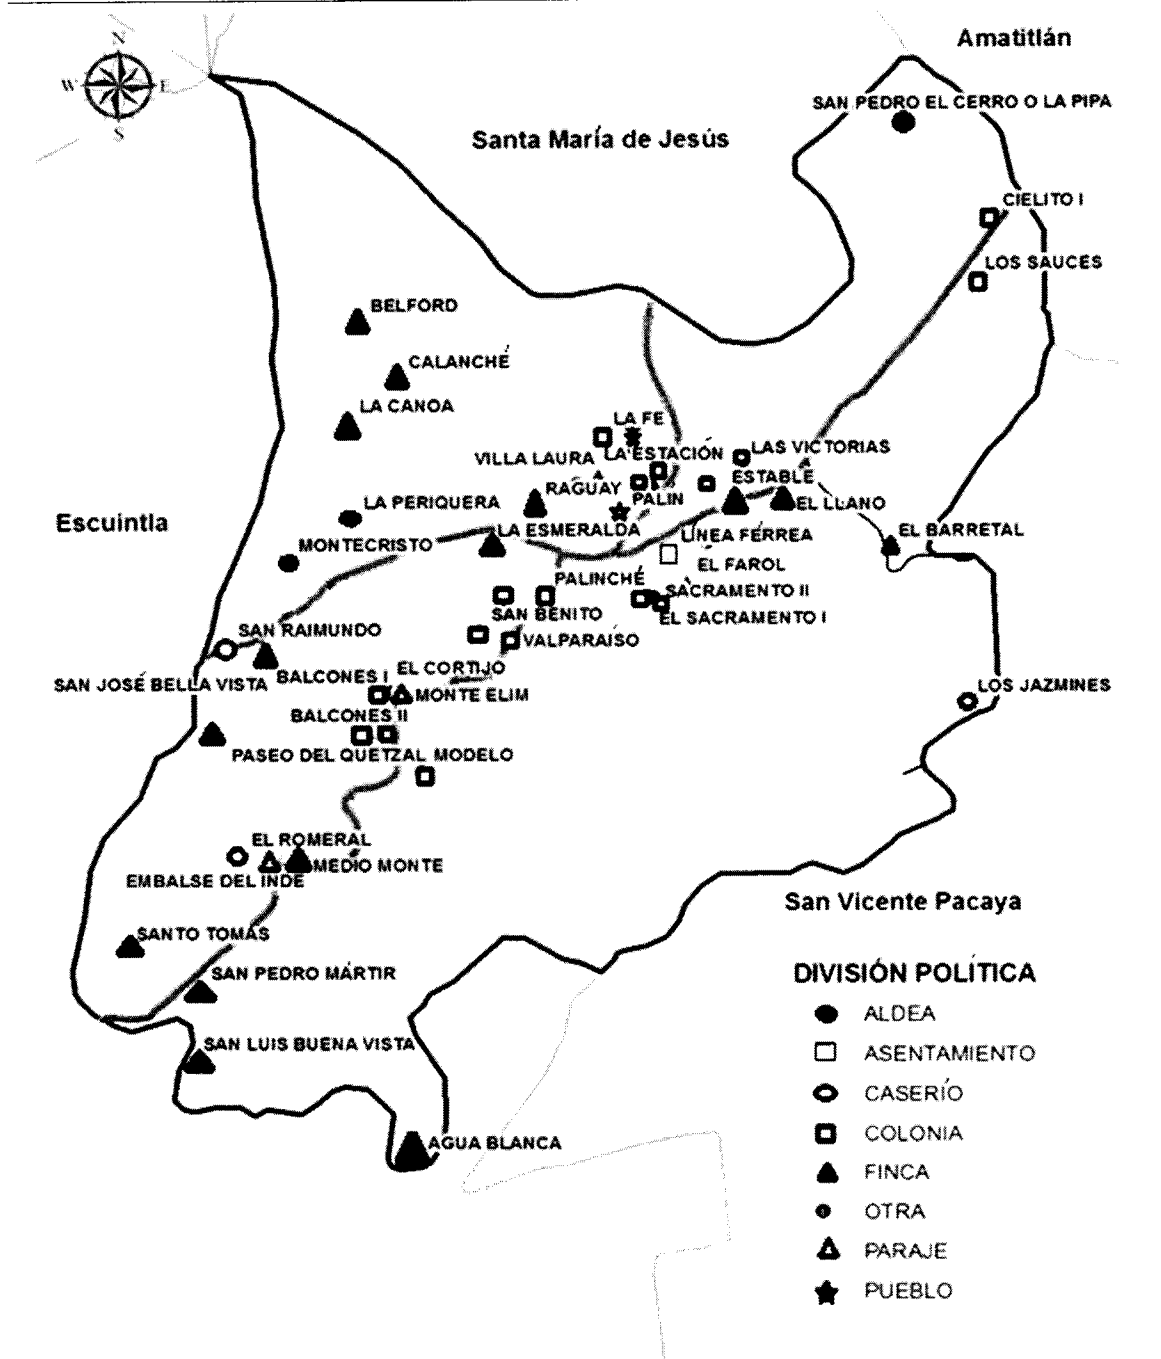 N
Amatitlán
W E
S
SAN PEDRO EL CERRO O LA PIPA
Santa María de Jesús
CIELITO I
LOS SAUCES
BELFORD
CALANCHÉ
LA CANOA
LA FE
LAS VICTORIAS
VILLA LAURA
LA ESTACIÓN
ESTABLE
RAGUAY
PALIN
LA PERIQUERA
EL LLANO
Escuintla
LA ESMERALDA
LÍNEA FÉRREA
EL BARRETAL
MONTECRISTO
EL FAROL
PALINCHÉ
SACRAMENTO II
SAN BENITO
EL SACRAMENTO I
SAN RAIMUNDO
VALPARAÍSO
EL CORTIJO
BALCONES I
SAN JOSÉ BELLA VISTA
MONTE ELIM
LOS JAZMINES
BALCONES II
PASEO DEL QUETZAL MODELO
EL ROMERAL
MEDIO MONTE
EMBALSE DEL INDE
San Vicente Pacaya
SANTO TOMÁS
SAN PEDRO MÁRTIR
DIVISIÓN POLÍTICA
ALDEA
SAN LUIS BUENA VISTA
ASENTAMIENTO
CASERÍO
COLONIA
AGUA BLANCA
FINCA
OTRA
PARAJE
PUEBLO